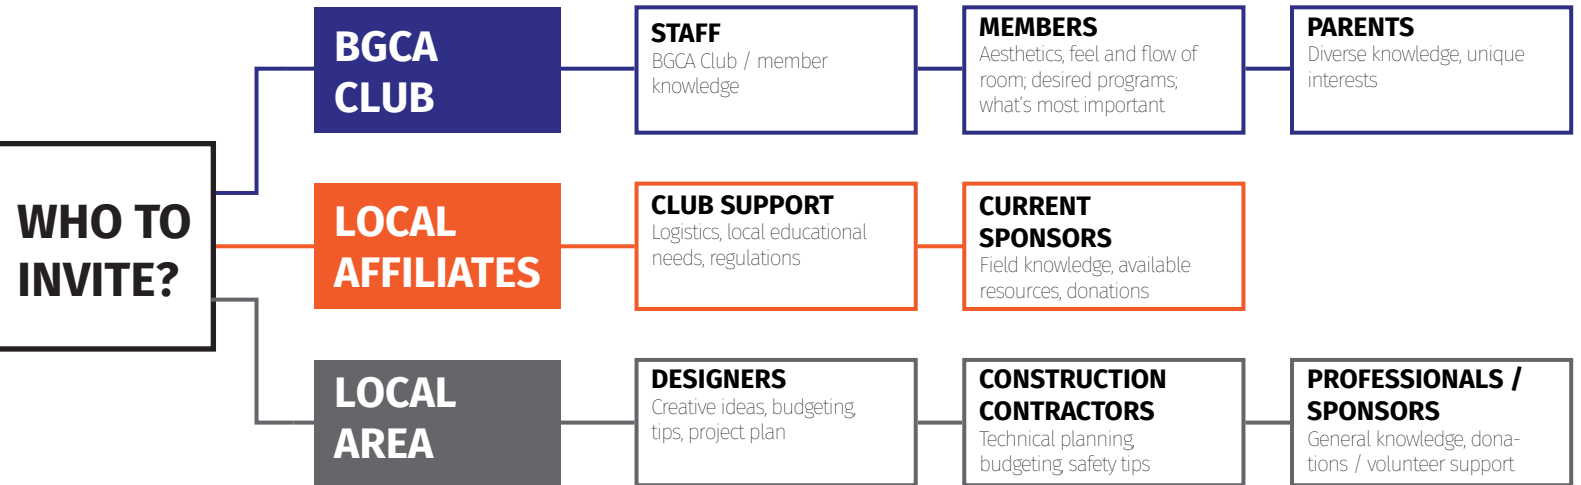 WHO TO
INVITE?
BGCA
CLUB
STAFF
BGCA Club / member
knowledge
MEMBERS
Aesthetics, feel and flow of
room; desired programs;
what's most important
PARENTS
Diverse knowledge, unique
interests
LOCAL
AFFILIATES
CLUB SUPPORT
Logistics, local educational
needs, regulations
CURRENT
SPONSORS
Field knowledge, available
resources, donations
LOCAL
AREA
DESIGNERS
Creative ideas, budgeting,
tips, project plan
CONSTRUCTION
CONTRACTORS
Technical planning,
budgeting, safety tips
PROFESSIONALS /
SPONSORS
General knowledge, dona-
tions / volunteer support